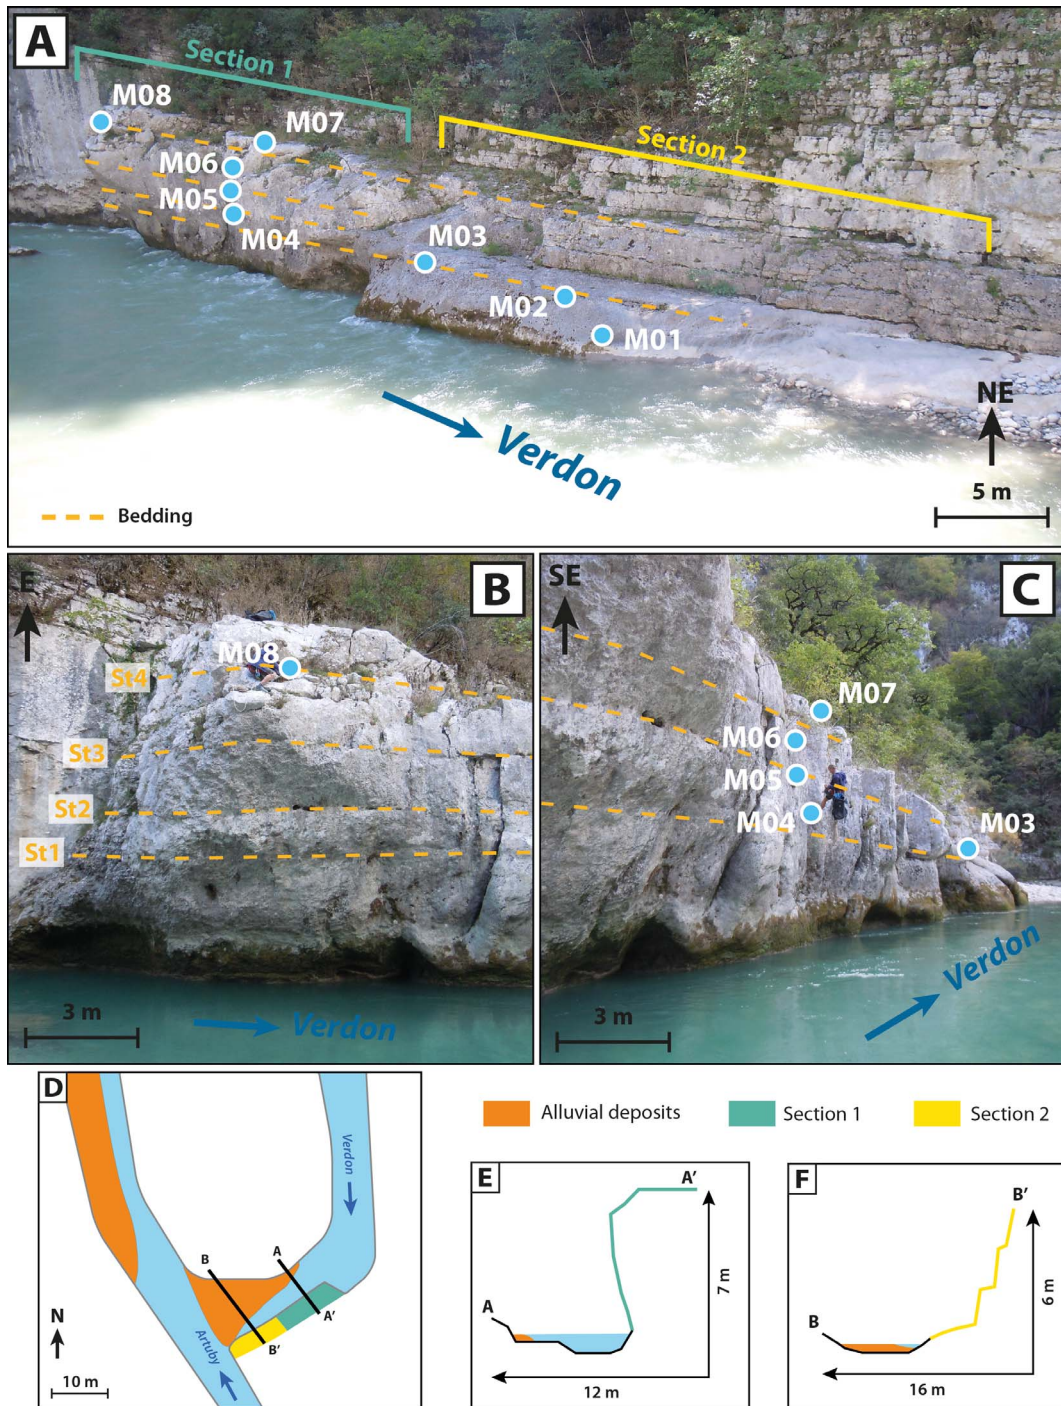 A
Section 1
M08
M07
M06
M05
M04
Section 2
M03
M02
M01
NE
Verdon
5 m
Bedding
E
B
M08
St4
St3
St2
St1
3 m
Verdon
SE
C
M07
M06
M05
M04
M03
Verdon
3 m
D
Verdon
B
A
A'
B'
N
Artuby
10 m
Alluvial deposits
Section 1
Section 2
E
A'
A
7 m
12 m
F
B'
B
6 m
16 m